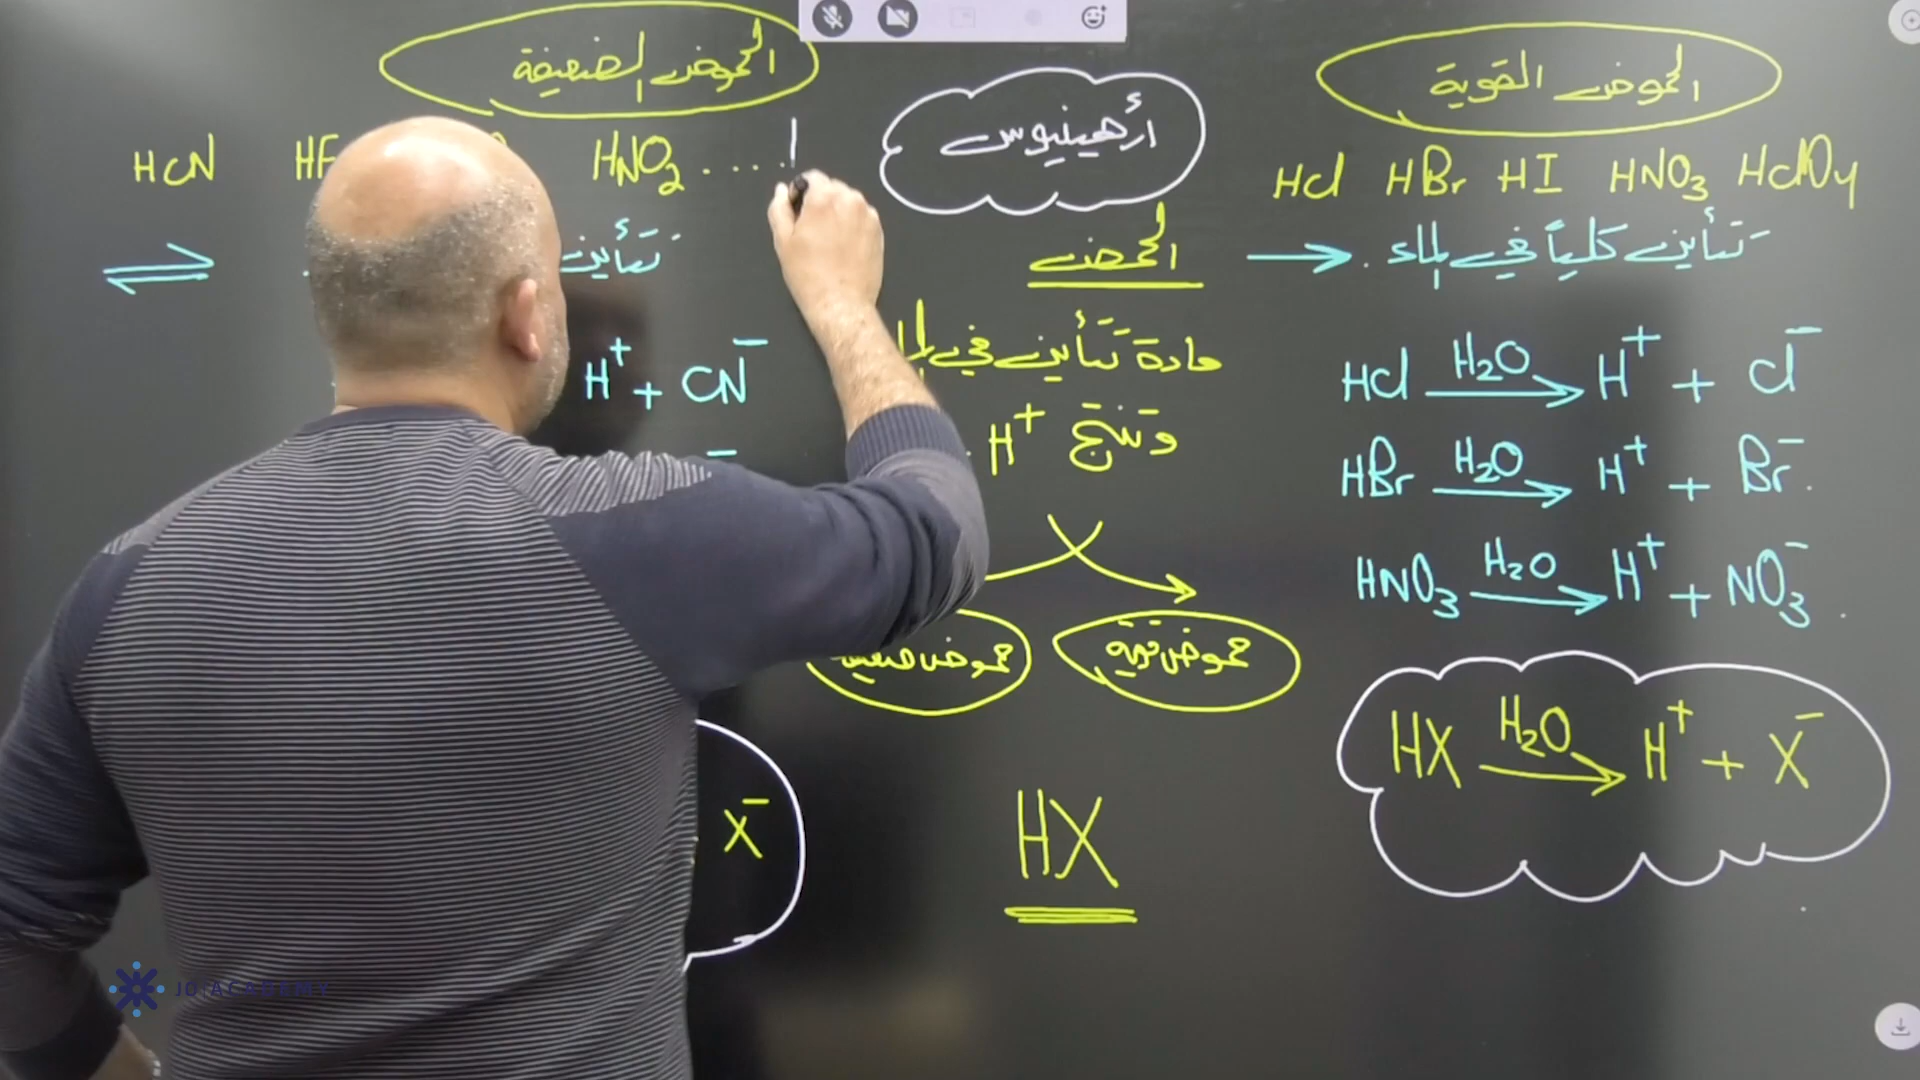 الحموض القوية
HCl HBr HI HNO3 HClO4
تتأين كلياً في الماء. →
HCl H2O→ H+ + Cl−
HBr H2O→ H+ + Br−.
HNO3 H2O→ H+ + NO3−
HX H2O→ H+ + X−
أرهينيوس
الحمض
مادة تتأين في
وتنتج H+
حموض قوية
حموض ضعيفة
HX
الحموض الضعيفة
HCN HF HNO2 ....
تتأين
⇌
H+ + CN−
X−
JO ACADEMY